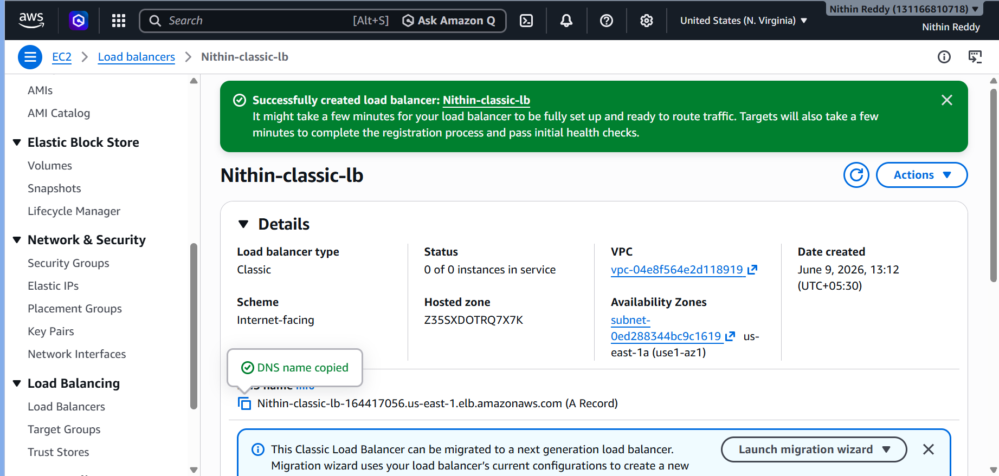 aws
Search [Alt+S] Ask Amazon Q
United States (N. Virginia) ▼
Nithin Reddy (131166810718) ▼
Nithin Reddy
EC2 > Load balancers > Nithin-classic-lb
AMIs
AMI Catalog
Elastic Block Store
Volumes
Snapshots
Lifecycle Manager
Network & Security
Security Groups
Elastic IPs
Placement Groups
Key Pairs
Network Interfaces
Load Balancing
Load Balancers
Target Groups
Trust Stores
Successfully created load balancer: Nithin-classic-lb
It might take a few minutes for your load balancer to be fully set up and ready to route traffic. Targets will also take a few
minutes to complete the registration process and pass initial health checks.
Nithin-classic-lb
Actions
Details
Load balancer type
Classic
Status
0 of 0 instances in service
VPC
vpc-04e8f564e2d118919
Date created
June 9, 2026, 13:12
(UTC+05:30)
Scheme
Internet-facing
Hosted zone
Z35SXDOTRQ7X7K
Availability Zones
subnet-
0ed288344bc9c1619 us-
east-1a (use1-az1)
DNS name copied
name
Nithin-classic-lb-164417056.us-east-1.elb.amazonaws.com (A Record)
This Classic Load Balancer can be migrated to a next generation load balancer.
Migration wizard uses your load balancer's current configurations to create a new
Launch migration wizard